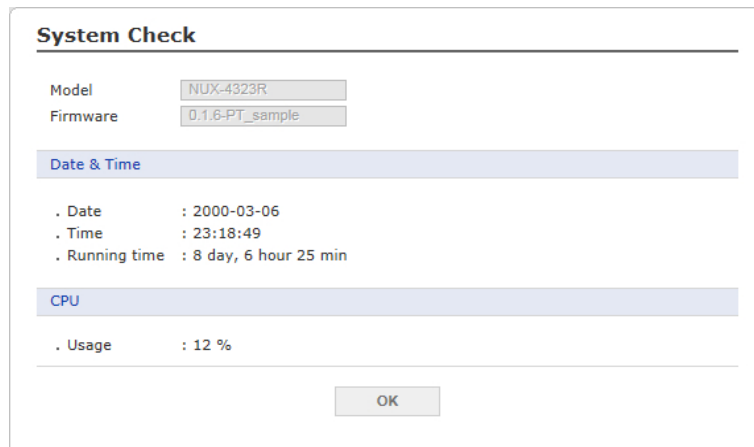 System Check
Model NUX-4323R
Firmware 0.1.6-PT_sample
Date & Time
. Date : 2000-03-06
. Time : 23:18:49
. Running time : 8 day, 6 hour 25 min
CPU
. Usage : 12 %
OK